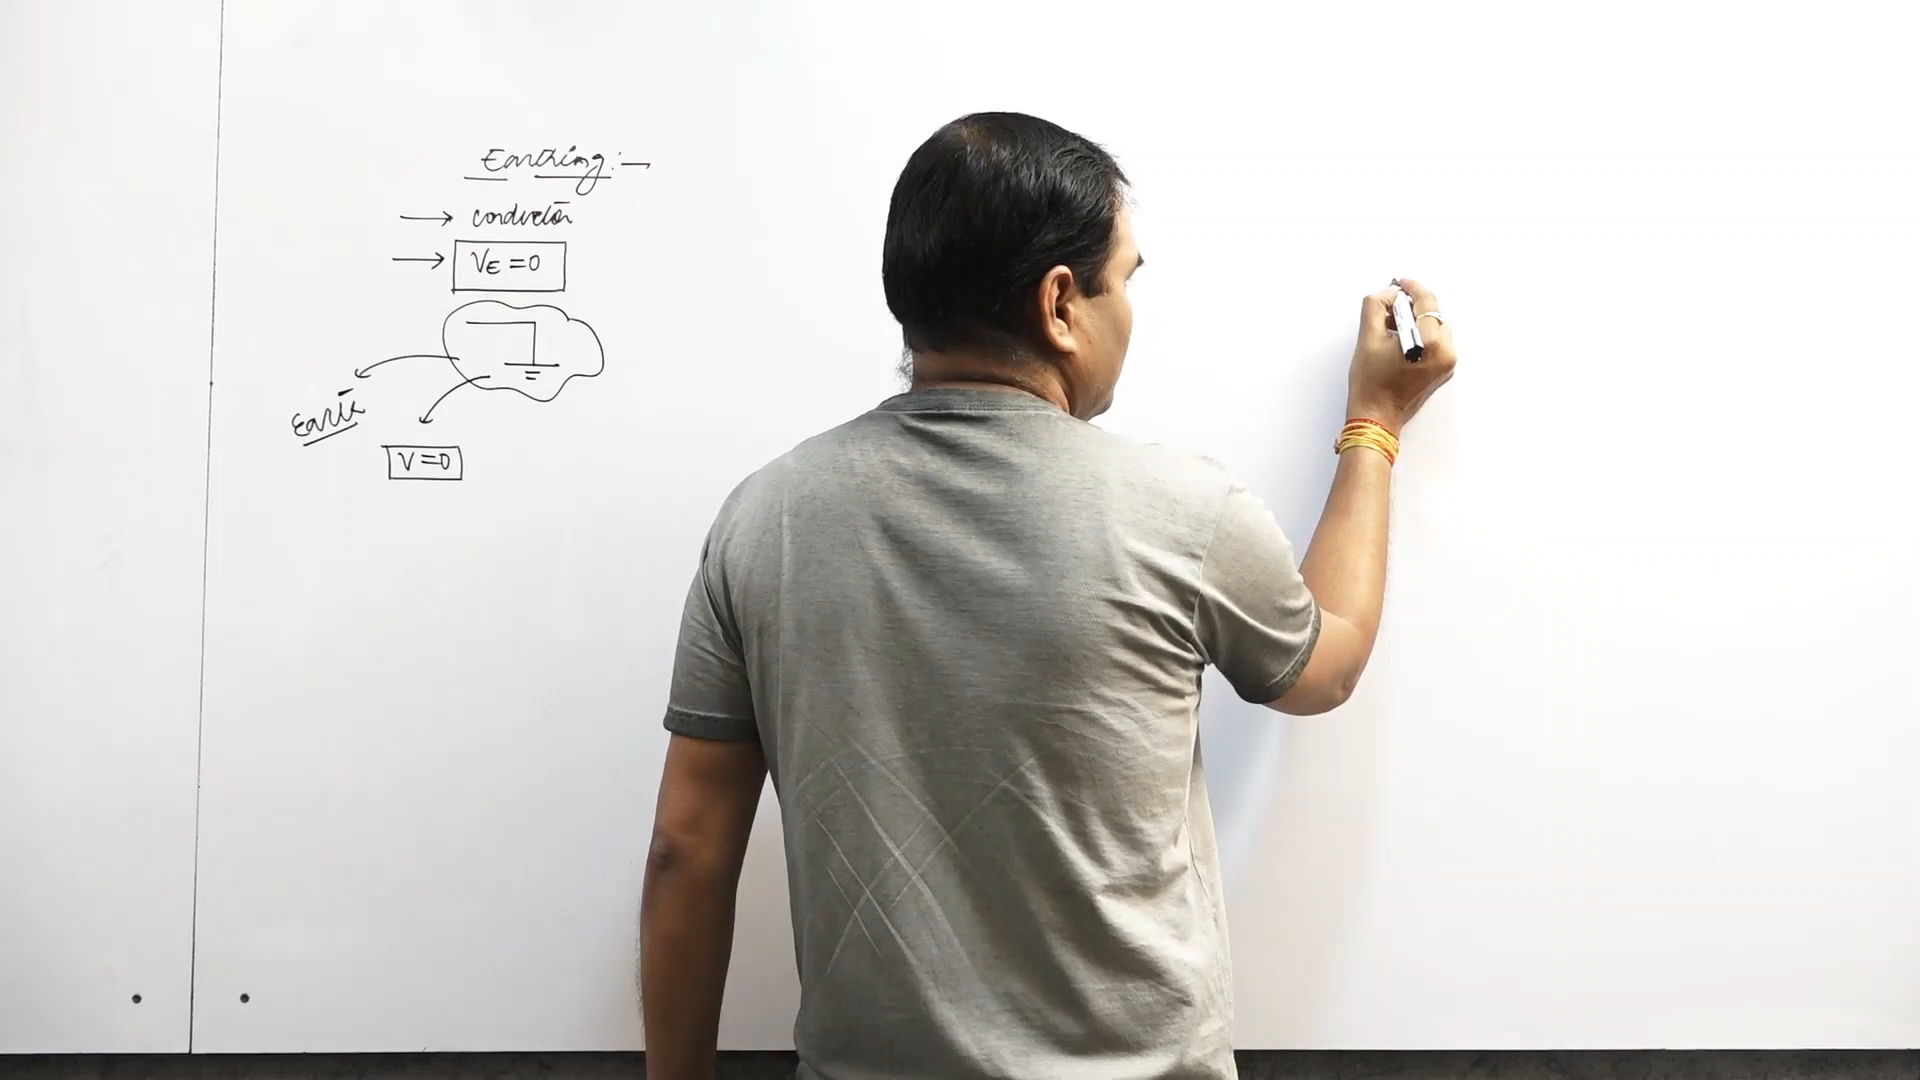 Earthing:-
→ conductor
→ VE = 0
Earth
V = 0